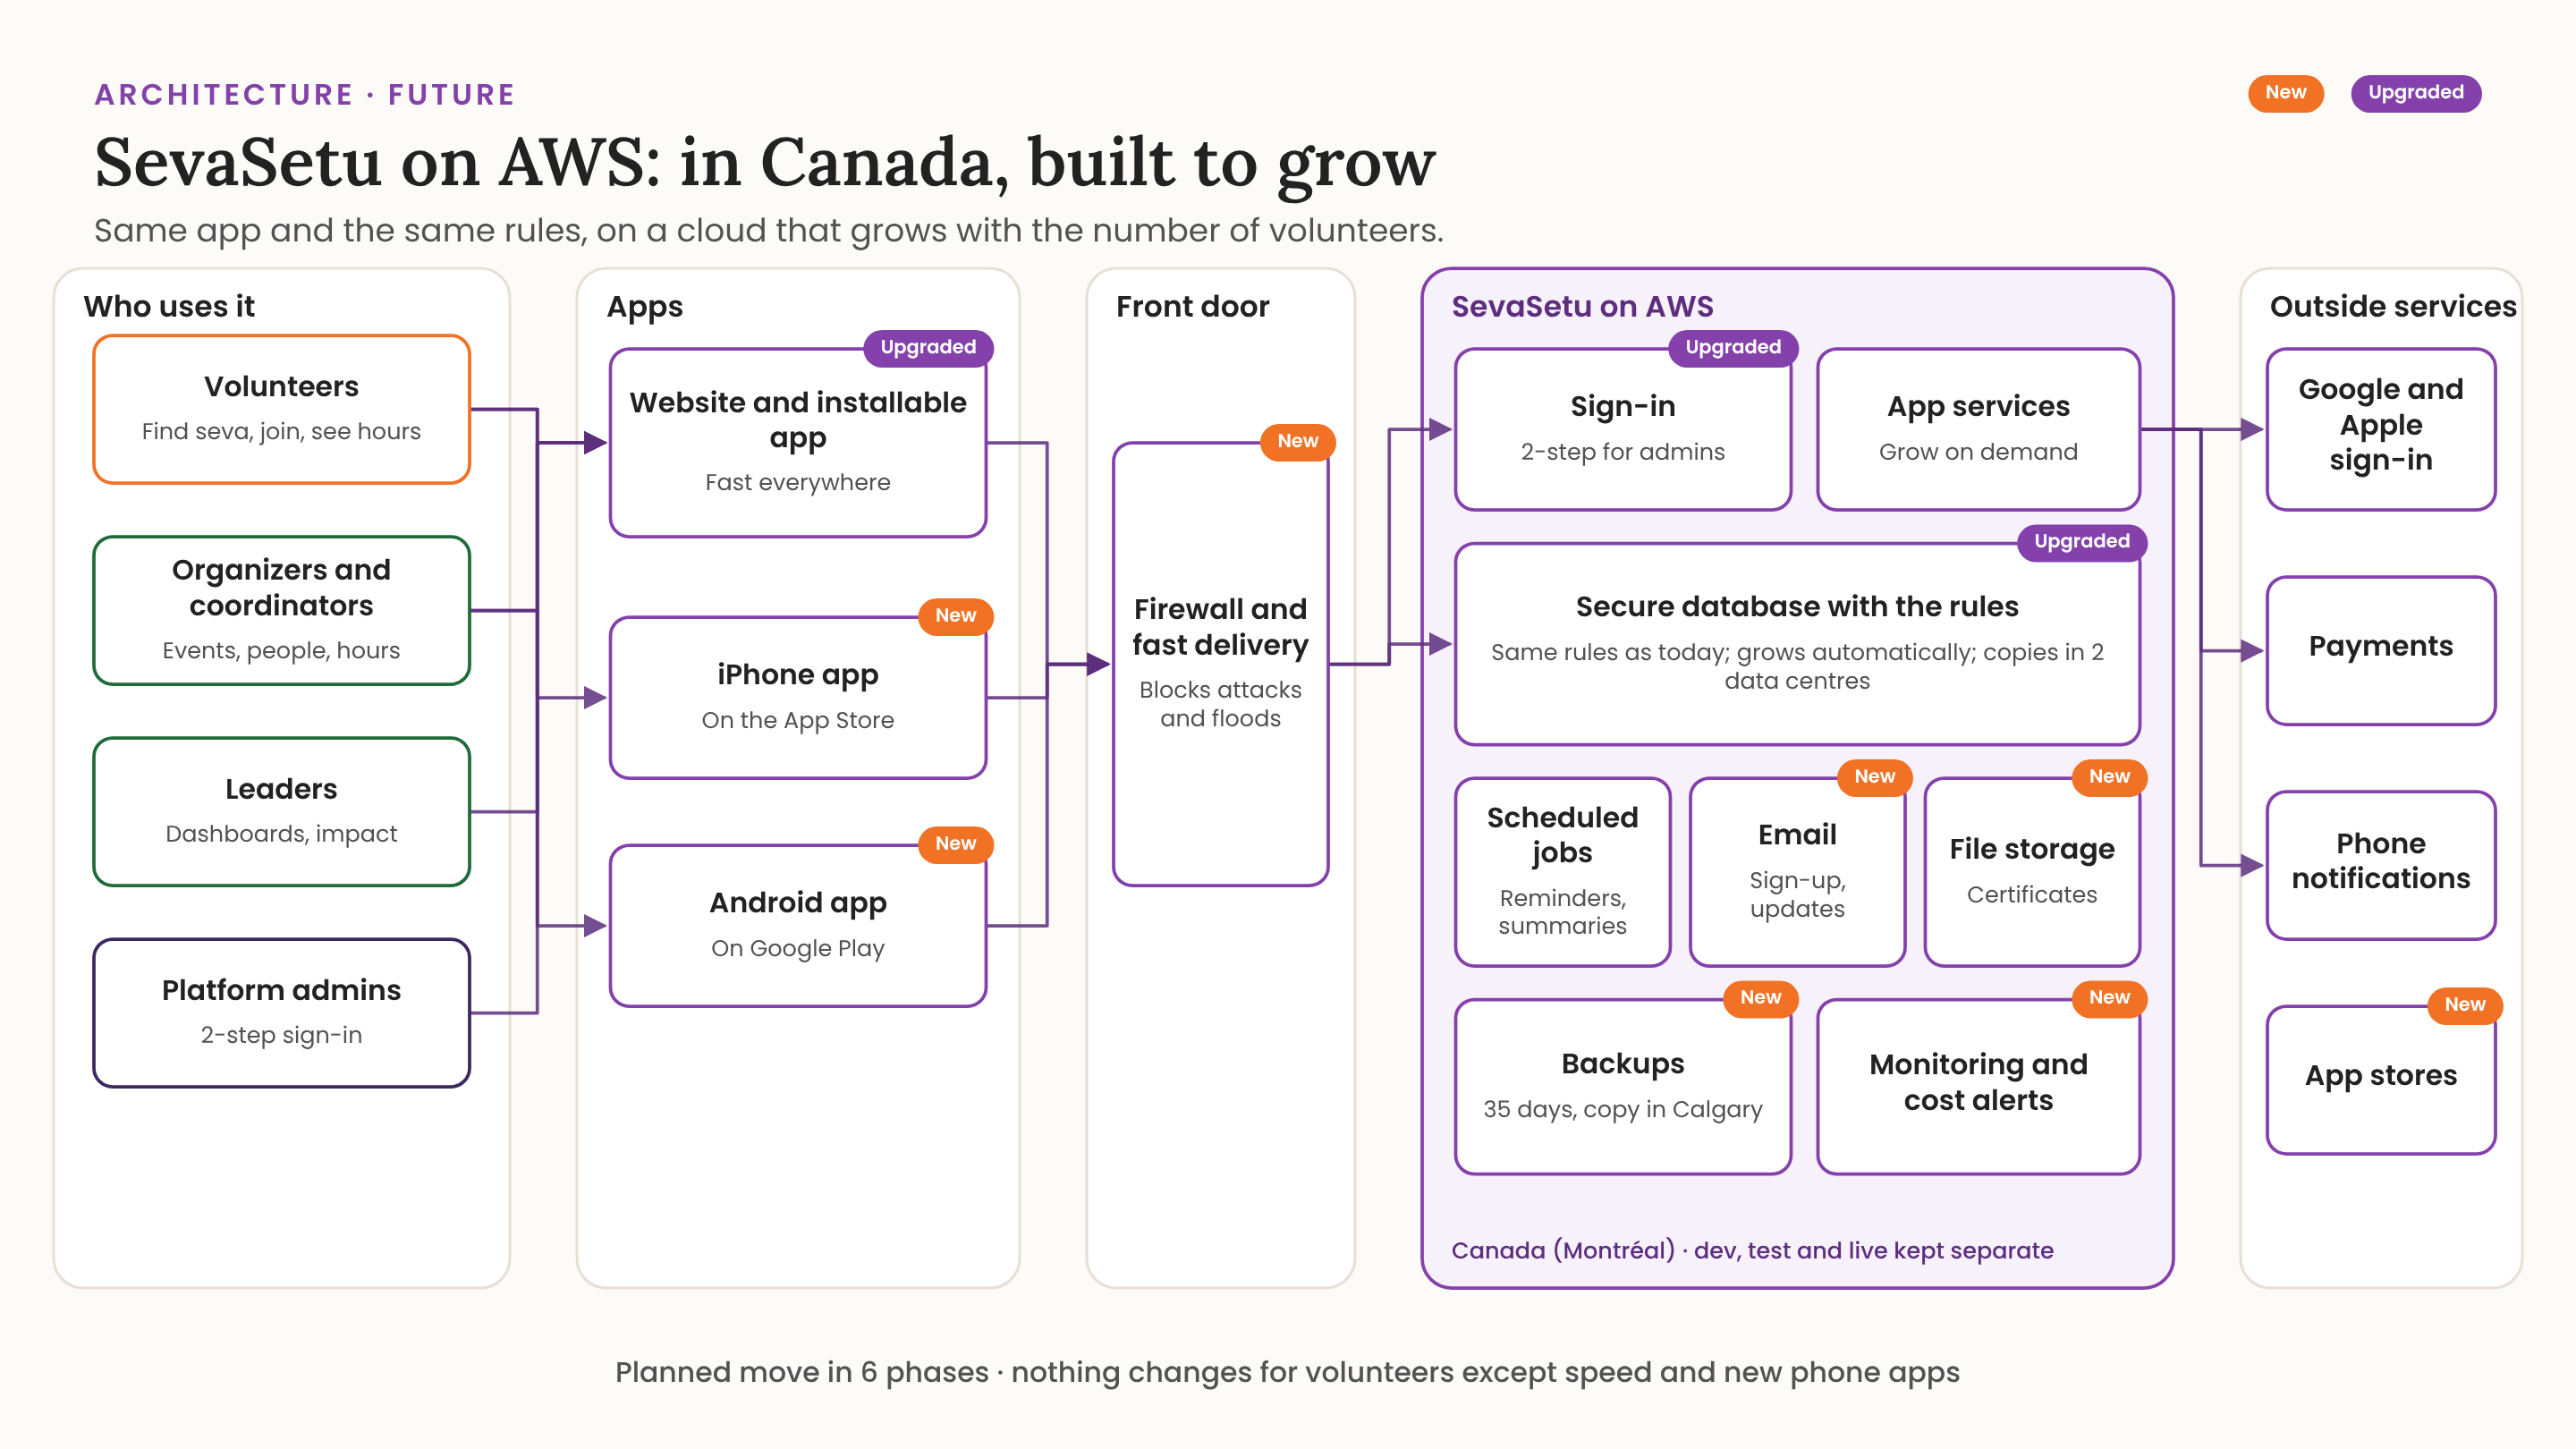 ARCHITECTURE · FUTURE
New
Upgraded
SevaSetu on AWS: in Canada, built to grow
Same app and the same rules, on a cloud that grows with the number of volunteers.
Who uses it
Volunteers
Find seva, join, see hours
Organizers and
coordinators
Events, people, hours
Leaders
Dashboards, impact
Platform admins
2-step sign-in
Apps
Upgraded
Website and installable
app
Fast everywhere
New
iPhone app
On the App Store
New
Android app
On Google Play
Front door
New
Firewall and
fast delivery
Blocks attacks
and floods
SevaSetu on AWS
Upgraded
Sign-in
2-step for admins
App services
Grow on demand
Upgraded
Secure database with the rules
Same rules as today; grows automatically; copies in 2
data centres
Scheduled
jobs
Reminders,
summaries
New
Email
Sign-up,
updates
New
File storage
Certificates
New
Backups
35 days, copy in Calgary
New
Monitoring and
cost alerts
Canada (Montréal) · dev, test and live kept separate
Outside services
Google and
Apple
sign-in
Payments
Phone
notifications
New
App stores
Planned move in 6 phases · nothing changes for volunteers except speed and new phone apps